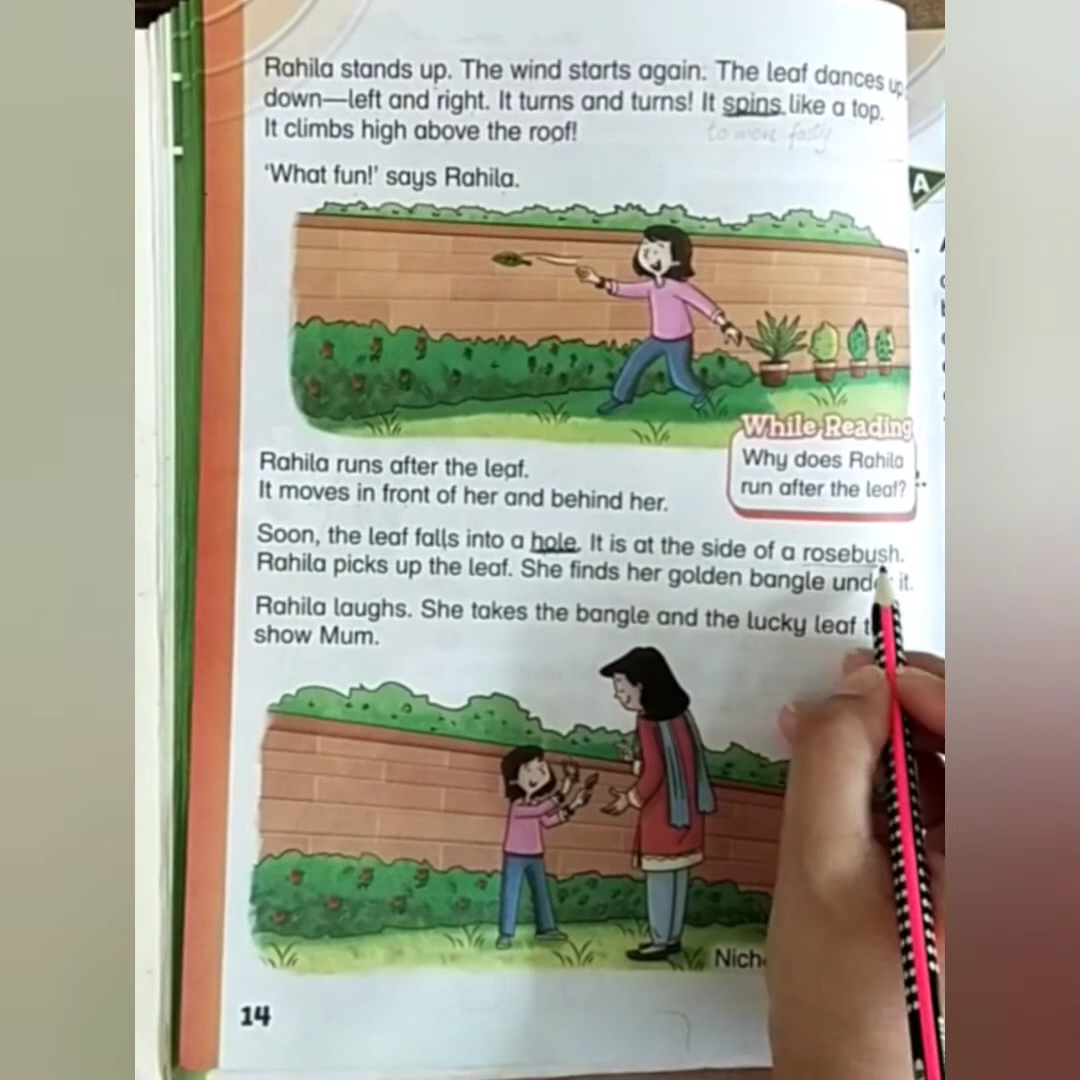 Rahila stands up. The wind starts again. The leaf dances up
down—left and right. It turns and turns! It spins like a top.
to move fastly
It climbs high above the roof!
‘What fun!’ says Rahila.
A
While Reading
Why does Rahila
run after the leaf?
Rahila runs after the leaf.
It moves in front of her and behind her.
Soon, the leaf falls into a hole. It is at the side of a rosebush.
Rahila picks up the leaf. She finds her golden bangle under it.
Rahila laughs. She takes the bangle and the lucky leaf
show Mum.
14